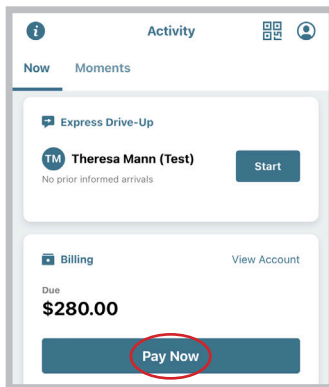 Activity
Now Moments
Express Drive-Up
TM Theresa Mann (Test)
Start
No prior informed arrivals
Billing
View Account
Due
$280.00
Pay Now